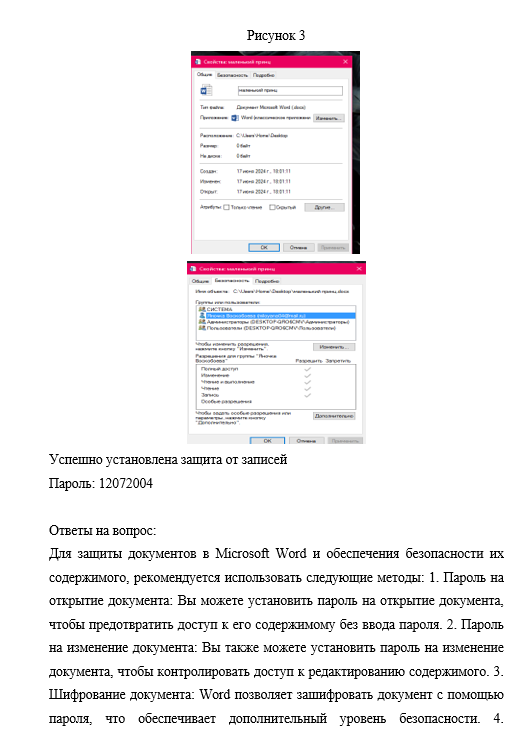 Рисунок 3
Свойства: маленький принц
Общие Безопасность Подробно
маленький принц
Тип файла: Документ Microsoft Word (.docx)
Приложение: Word (классическое приложение) Изменить...
Расположение: C:\Users\Home\Desktop
Размер: 0 байт
На диске: 0 байт
Создан: 17 июня 2024 г., 19:01:11
Изменен: 17 июня 2024 г., 19:01:11
Открыт: 17 июня 2024 г., 19:01:11
Атрибуты: Только чтение Скрытый Другие...
OK Отмена Применить
Свойства: маленький принц
Общие Безопасность Подробно
Имя объекта: C:\Users\Home\Desktop\маленький принц.docx
Группы или пользователи:
СИСТЕМА
Яночка
Администраторы (DESKTOP-QRO6CMV\Администраторы)
Пользователи (DESKTOP-QRO6CMV\Пользователи)
Чтобы изменить разрешения,
нажмите кнопку "Изменить". Изменить...
Разрешения для группы "Яночка
Разрешить Запретить
Полный доступ
Изменение
Чтение и выполнение
Чтение
Запись
Особые разрешения
Чтобы задать особые разрешения или
параметры, нажмите кнопку
"Дополнительно". Дополнительно
OK Отмена Применить
Успешно установлена защита от записей
Пароль: 12072004
Ответы на вопрос:
Для защиты документов в Microsoft Word и обеспечения безопасности их
содержимого, рекомендуется использовать следующие методы: 1. Пароль на
открытие документа: Вы можете установить пароль на открытие документа,
чтобы предотвратить доступ к его содержимому без ввода пароля. 2. Пароль
на изменение документа: Вы также можете установить пароль на изменение
документа, чтобы контролировать доступ к редактированию содержимого. 3.
Шифрование документа: Word позволяет зашифровать документ с помощью
пароля, что обеспечивает дополнительный уровень безопасности. 4.